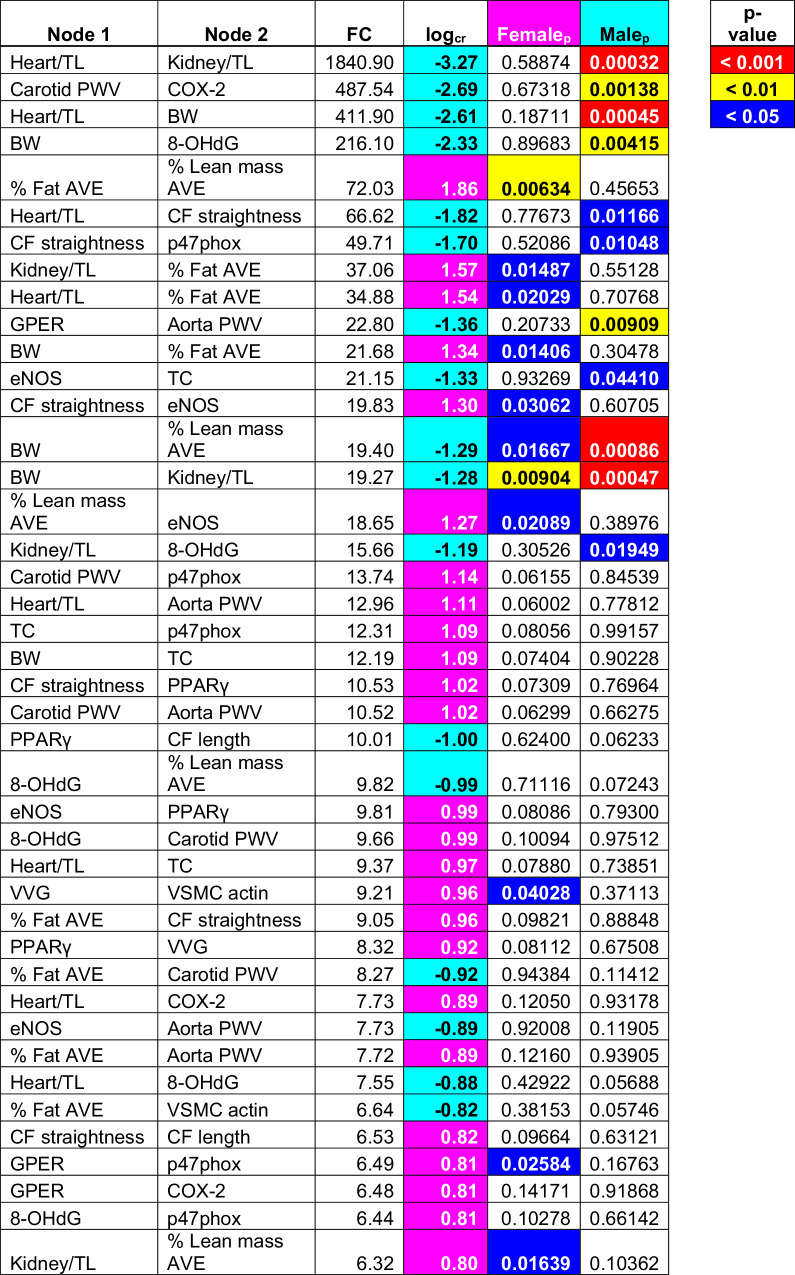 Node 1 Node 2 FC logcr Femalep Malep p-value
Heart/TL Kidney/TL 1840.90 -3.27 0.58874 0.00032 < 0.001
Carotid PWV COX-2 487.54 -2.69 0.67318 0.00138 < 0.01
Heart/TL BW 411.90 -2.61 0.18711 0.00045 < 0.05
BW 8-OHdG 216.10 -2.33 0.89683 0.00415
% Fat AVE % Lean mass AVE 72.03 1.86 0.00634 0.45653
Heart/TL CF straightness 66.62 -1.82 0.77673 0.01166
CF straightness p47phox 49.71 -1.70 0.52086 0.01048
Kidney/TL % Fat AVE 37.06 1.57 0.01487 0.55128
Heart/TL % Fat AVE 34.88 1.54 0.02029 0.70768
GPER Aorta PWV 22.80 -1.36 0.20733 0.00909
BW % Fat AVE 21.68 1.34 0.01406 0.30478
eNOS TC 21.15 -1.33 0.93269 0.04410
CF straightness eNOS 19.83 1.30 0.03062 0.60705
BW % Lean mass AVE 19.40 -1.29 0.01667 0.00086
BW Kidney/TL 19.27 -1.28 0.00904 0.00047
% Lean mass AVE eNOS 18.65 1.27 0.02089 0.38976
Kidney/TL 8-OHdG 15.66 -1.19 0.30526 0.01949
Carotid PWV p47phox 13.74 1.14 0.06155 0.84539
Heart/TL Aorta PWV 12.96 1.11 0.06002 0.77812
TC p47phox 12.31 1.09 0.08056 0.99157
BW TC 12.19 1.09 0.07404 0.90228
CF straightness PPARγ 10.53 1.02 0.07309 0.76964
Carotid PWV Aorta PWV 10.52 1.02 0.06299 0.66275
PPARγ CF length 10.01 -1.00 0.62400 0.06233
8-OHdG % Lean mass AVE 9.82 -0.99 0.71116 0.07243
eNOS PPARγ 9.81 0.99 0.08086 0.79300
8-OHdG Carotid PWV 9.66 0.99 0.10094 0.97512
Heart/TL TC 9.37 0.97 0.07880 0.73851
VVG VSMC actin 9.21 0.96 0.04028 0.37113
% Fat AVE CF straightness 9.05 0.96 0.09821 0.88848
PPARγ VVG 8.32 0.92 0.08112 0.67508
% Fat AVE Carotid PWV 8.27 -0.92 0.94384 0.11412
Heart/TL COX-2 7.73 0.89 0.12050 0.93178
eNOS Aorta PWV 7.73 -0.89 0.92008 0.11905
% Fat AVE Aorta PWV 7.72 0.89 0.12160 0.93905
Heart/TL 8-OHdG 7.55 -0.88 0.42922 0.05688
% Fat AVE VSMC actin 6.64 -0.82 0.38153 0.05746
CF straightness CF length 6.53 0.82 0.09664 0.63121
GPER p47phox 6.49 0.81 0.02584 0.16763
GPER COX-2 6.48 0.81 0.14171 0.91868
8-OHdG p47phox 6.44 0.81 0.10278 0.66142
Kidney/TL % Lean mass AVE 6.32 0.80 0.01639 0.10362